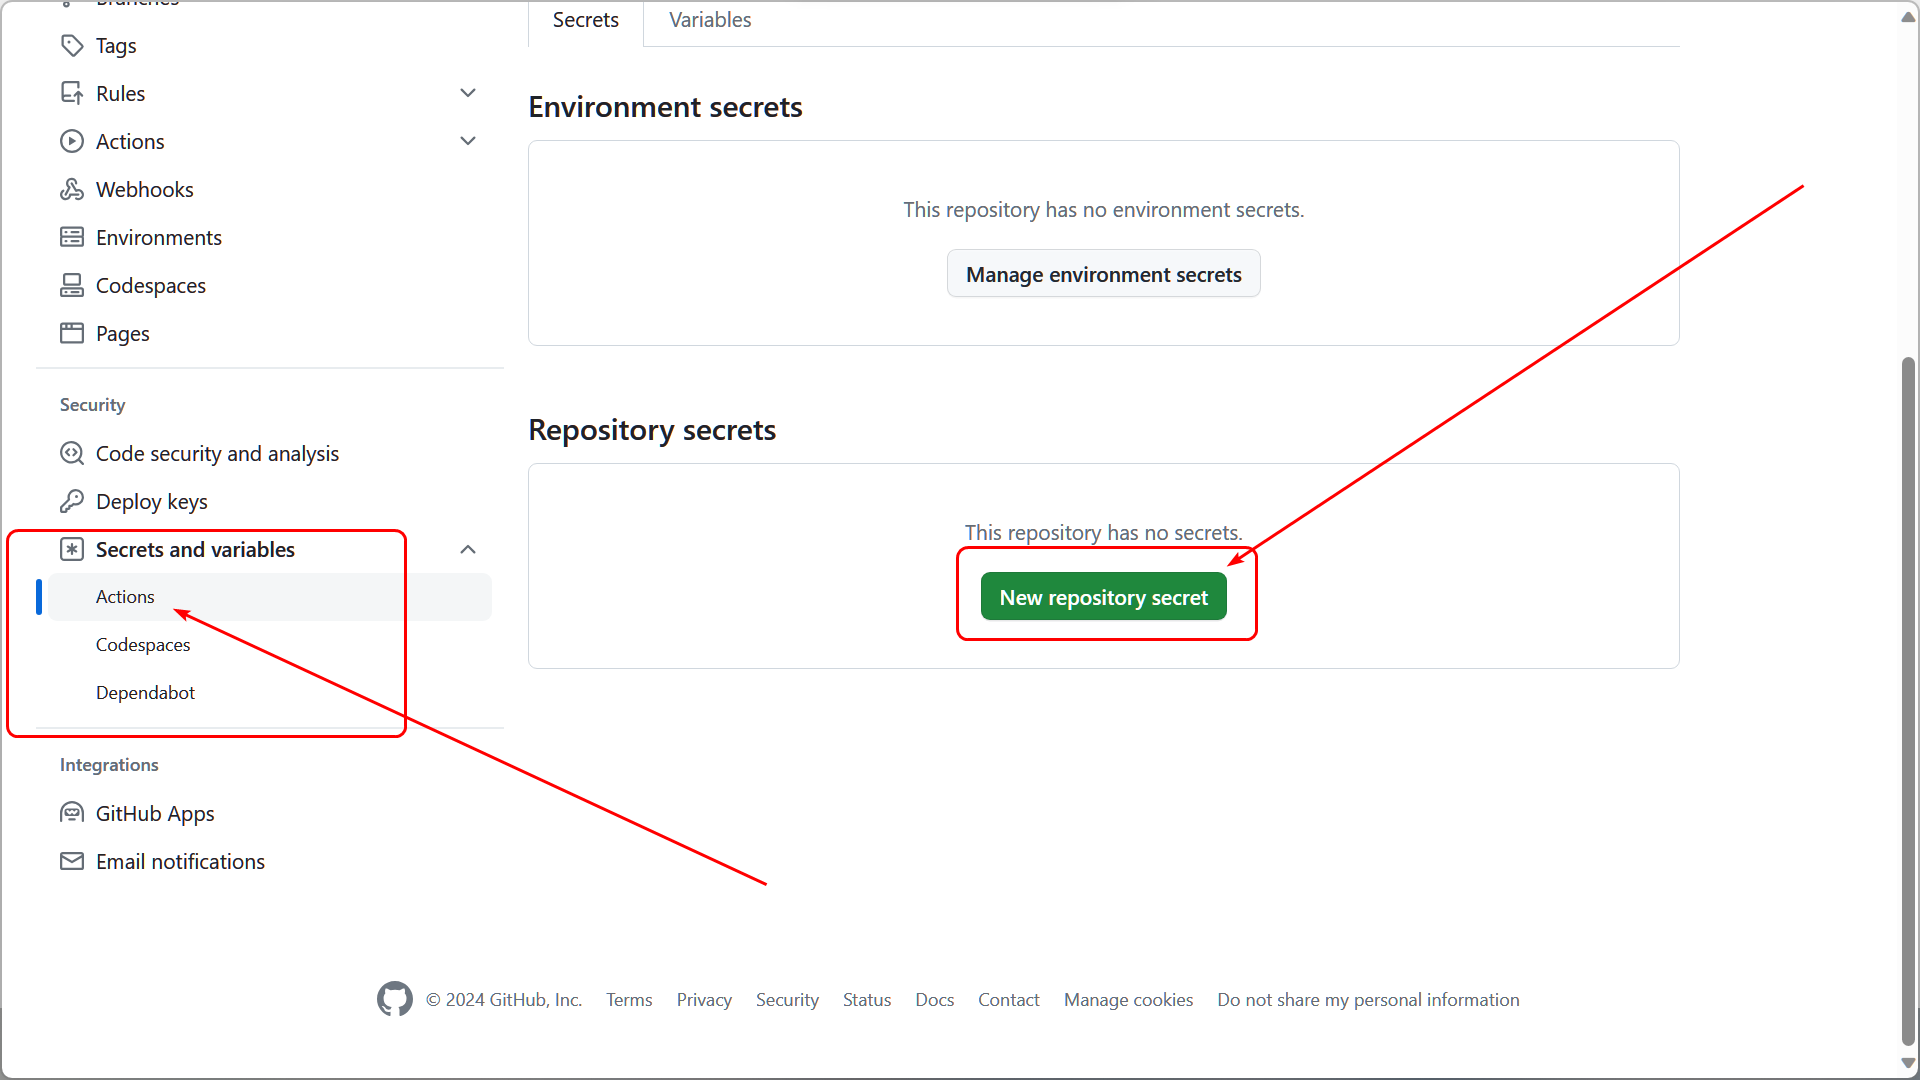 Branches
Tags
Rules
Actions
Webhooks
Environments
Codespaces
Pages
Security
Code security and analysis
Deploy keys
Secrets and variables
Actions
Codespaces
Dependabot
Integrations
GitHub Apps
Email notifications
Secrets Variables
Environment secrets
This repository has no environment secrets.
Manage environment secrets
Repository secrets
This repository has no secrets.
New repository secret
© 2024 GitHub, Inc. Terms Privacy Security Status Docs Contact Manage cookies Do not share my personal information